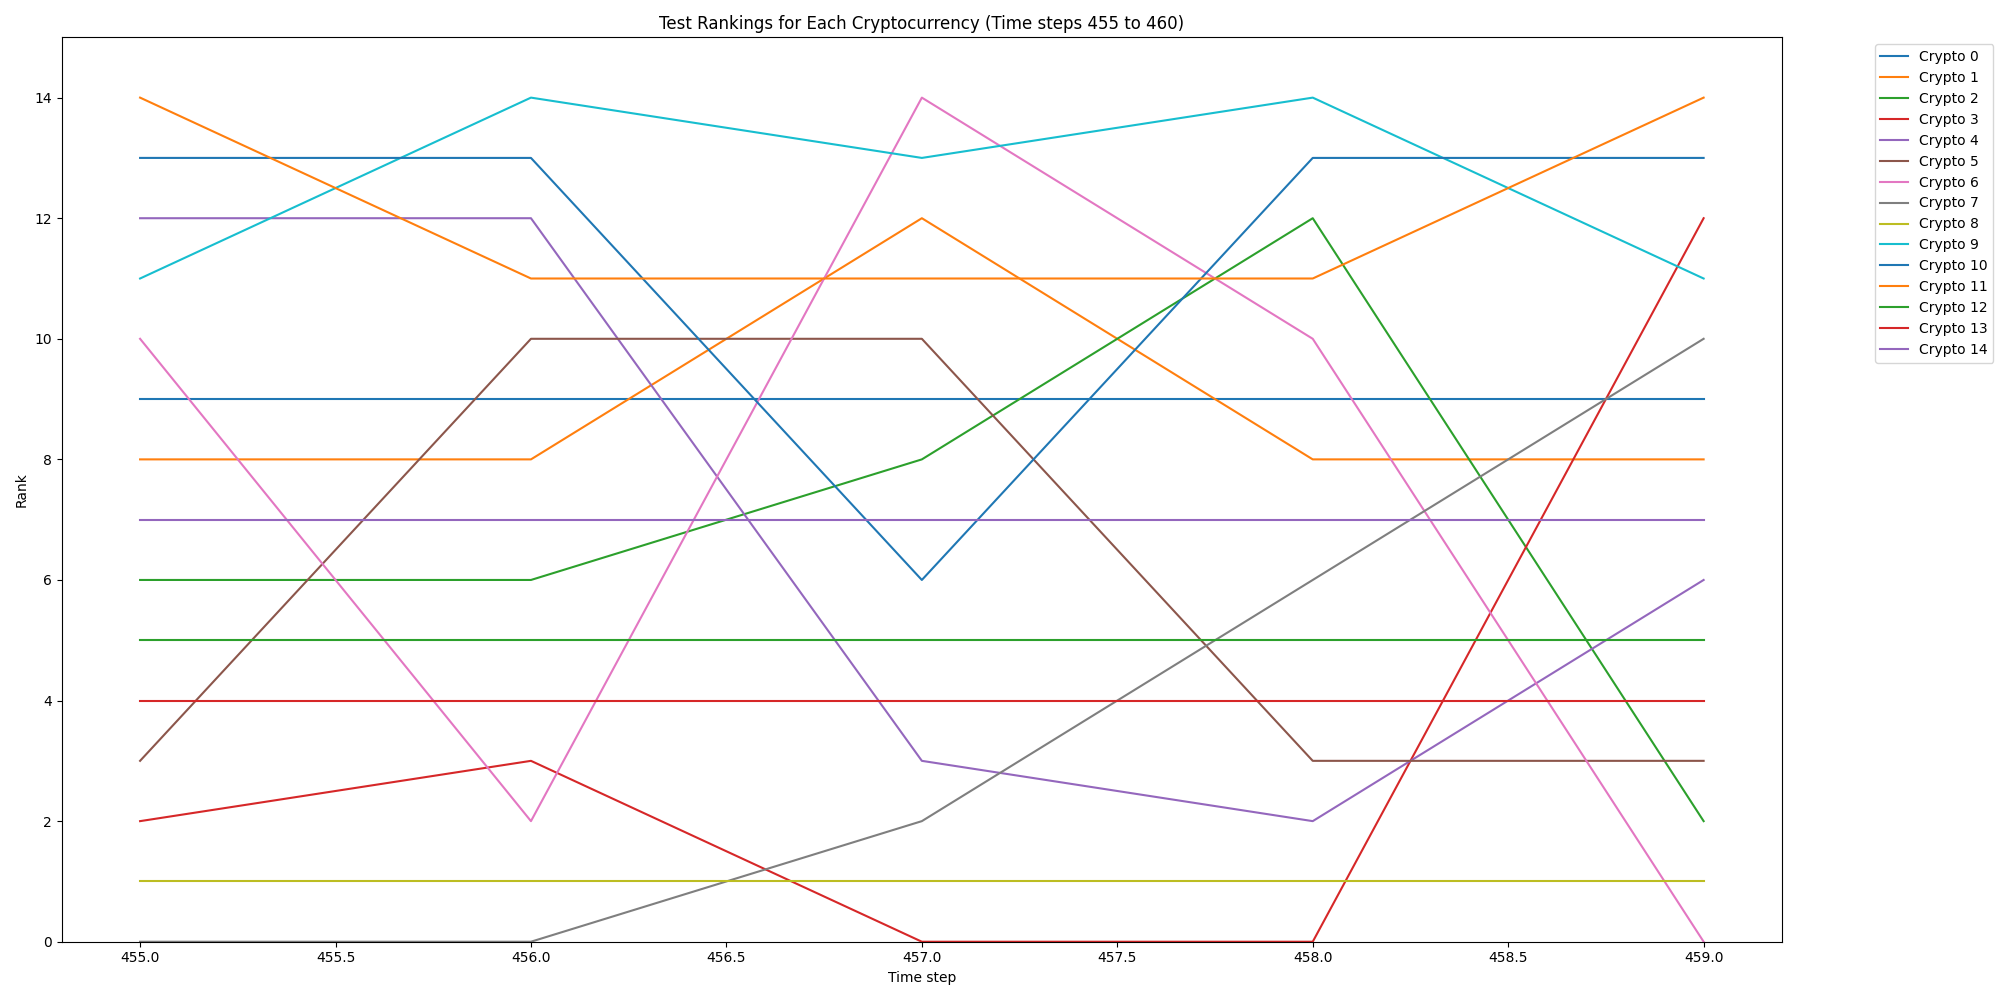 Test Rankings for Each Cryptocurrency (Time steps 455 to 460)
Rank
14
12
10
8
6
4
2
0
455.0 455.5 456.0 456.5 457.0 457.5 458.0 458.5 459.0
Time step
Crypto 0
Crypto 1
Crypto 2
Crypto 3
Crypto 4
Crypto 5
Crypto 6
Crypto 7
Crypto 8
Crypto 9
Crypto 10
Crypto 11
Crypto 12
Crypto 13
Crypto 14